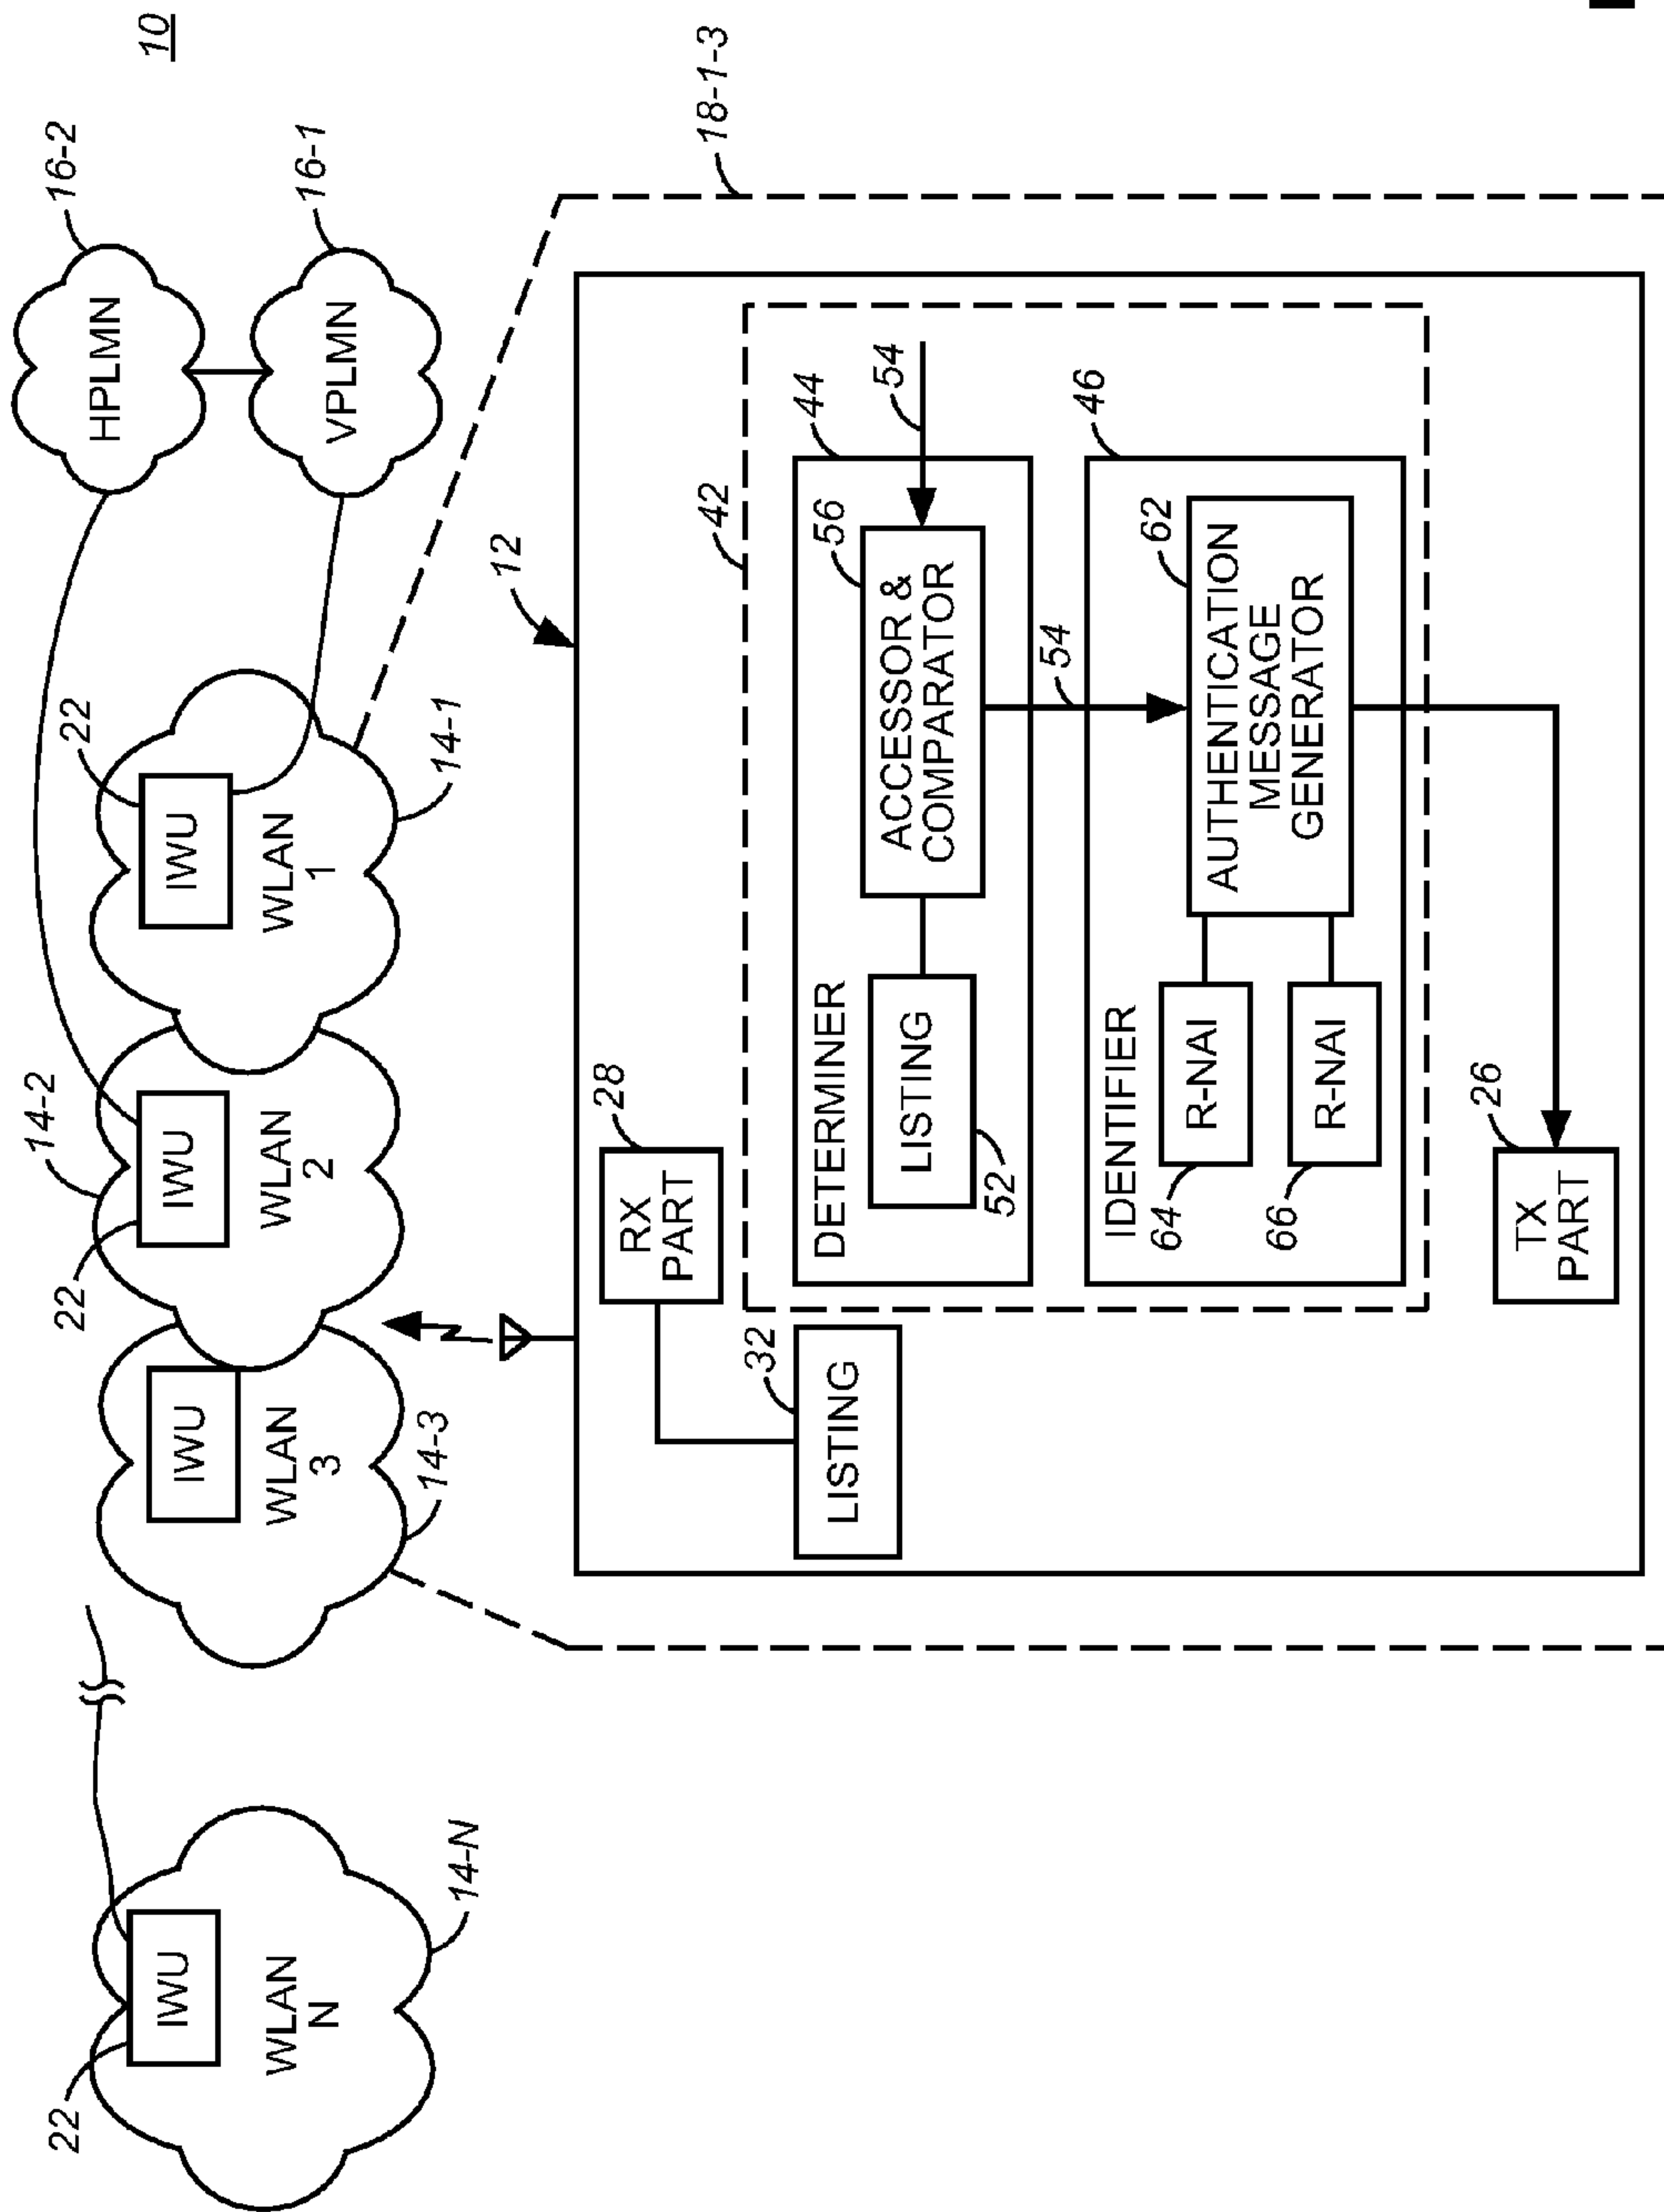 10
16-2
HPLMN
16-1
VPLMN
22
IWU
WLAN
1
14-1
14-2
22
IWU
WLAN
2
IWU
WLAN
3
14-3
22
IWU
WLAN
N
14-N
18-1-3
12
28
RX
PART
32
LISTING
42
44
DETERMINER
54
56
ACCESSOR &
COMPARATOR
LISTING
52
54
46
IDENTIFIER
62
AUTHENTICATION
MESSAGE
GENERATOR
R-NAI
64
R-NAI
66
26
TX
PART